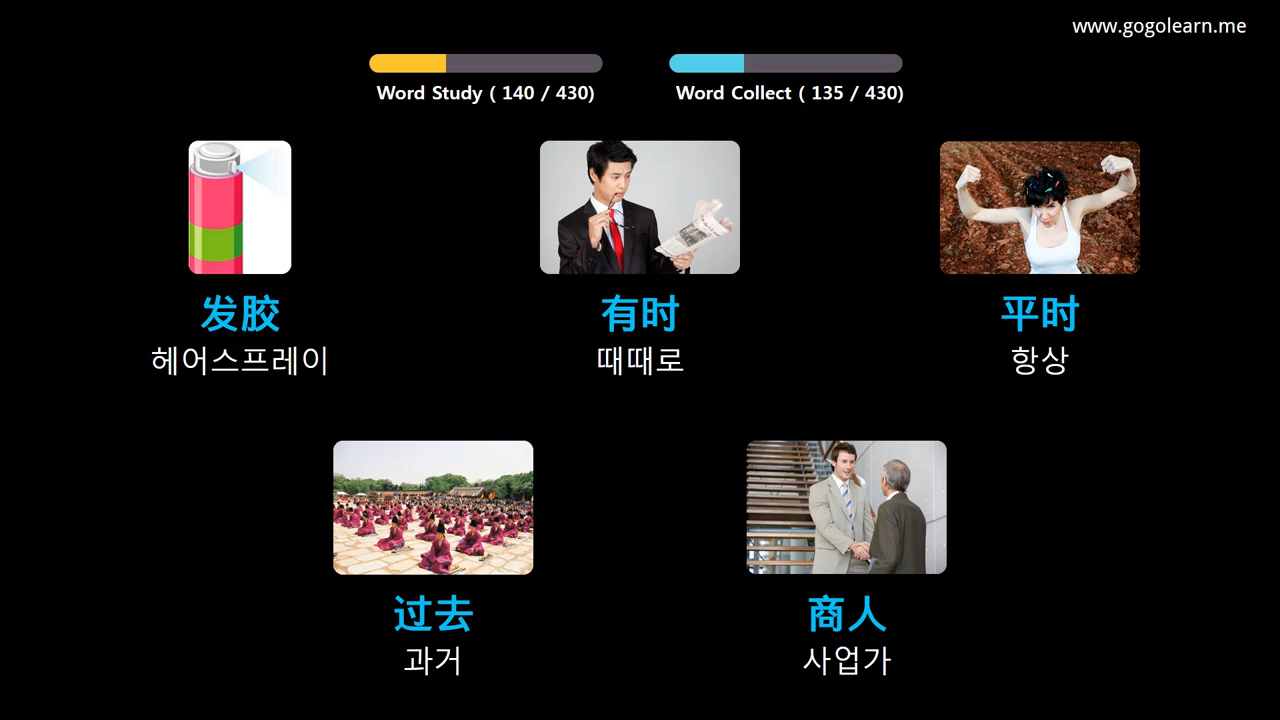 www.gogolearn.me
Word Study ( 140 / 430)
Word Collect ( 135 / 430)
发胶
헤어스프레이
有时
때때로
平时
항상
过去
과거
商人
사업가